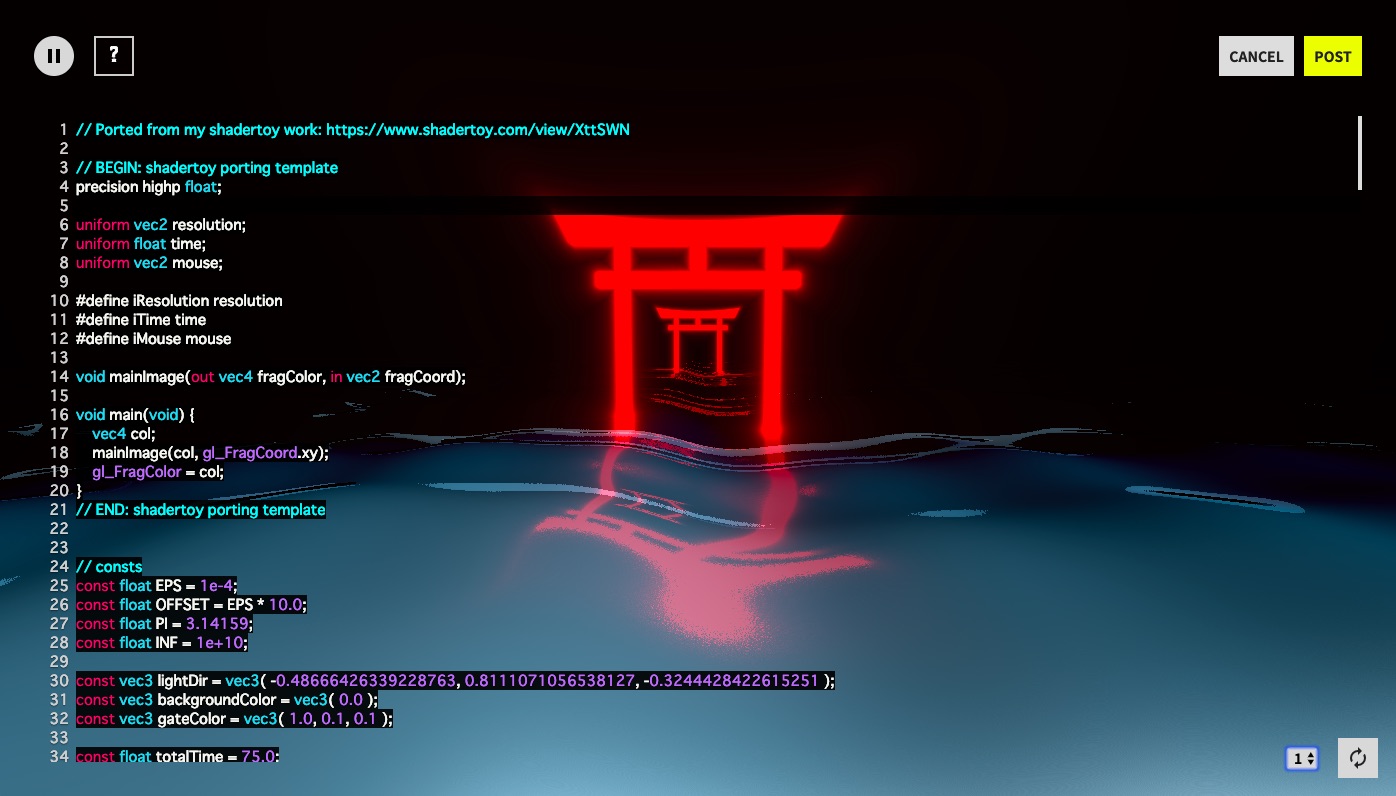 ?
CANCEL
POST
1 // Ported from my shadertoy work: https://www.shadertoy.com/view/XttSWN
2
3 // BEGIN: shadertoy porting template
4 precision highp float;
5
6 uniform vec2 resolution;
7 uniform float time;
8 uniform vec2 mouse;
9
10 #define iResolution resolution
11 #define iTime time
12 #define iMouse mouse
13
14 void mainImage(out vec4 fragColor, in vec2 fragCoord);
15
16 void main(void) {
17 vec4 col;
18 mainImage(col, gl_FragCoord.xy);
19 gl_FragColor = col;
20 }
21 // END: shadertoy porting template
22
23
24 // consts
25 const float EPS = 1e-4;
26 const float OFFSET = EPS * 10.0;
27 const float PI = 3.14159;
28 const float INF = 1e+10;
29
30 const vec3 lightDir = vec3( -0.48666426339228763, 0.8111071056538127, -0.3244428422615251 );
31 const vec3 backgroundColor = vec3( 0.0 );
32 const vec3 gateColor = vec3( 1.0, 0.1, 0.1 );
33
34 const float totalTime = 75.0;
1